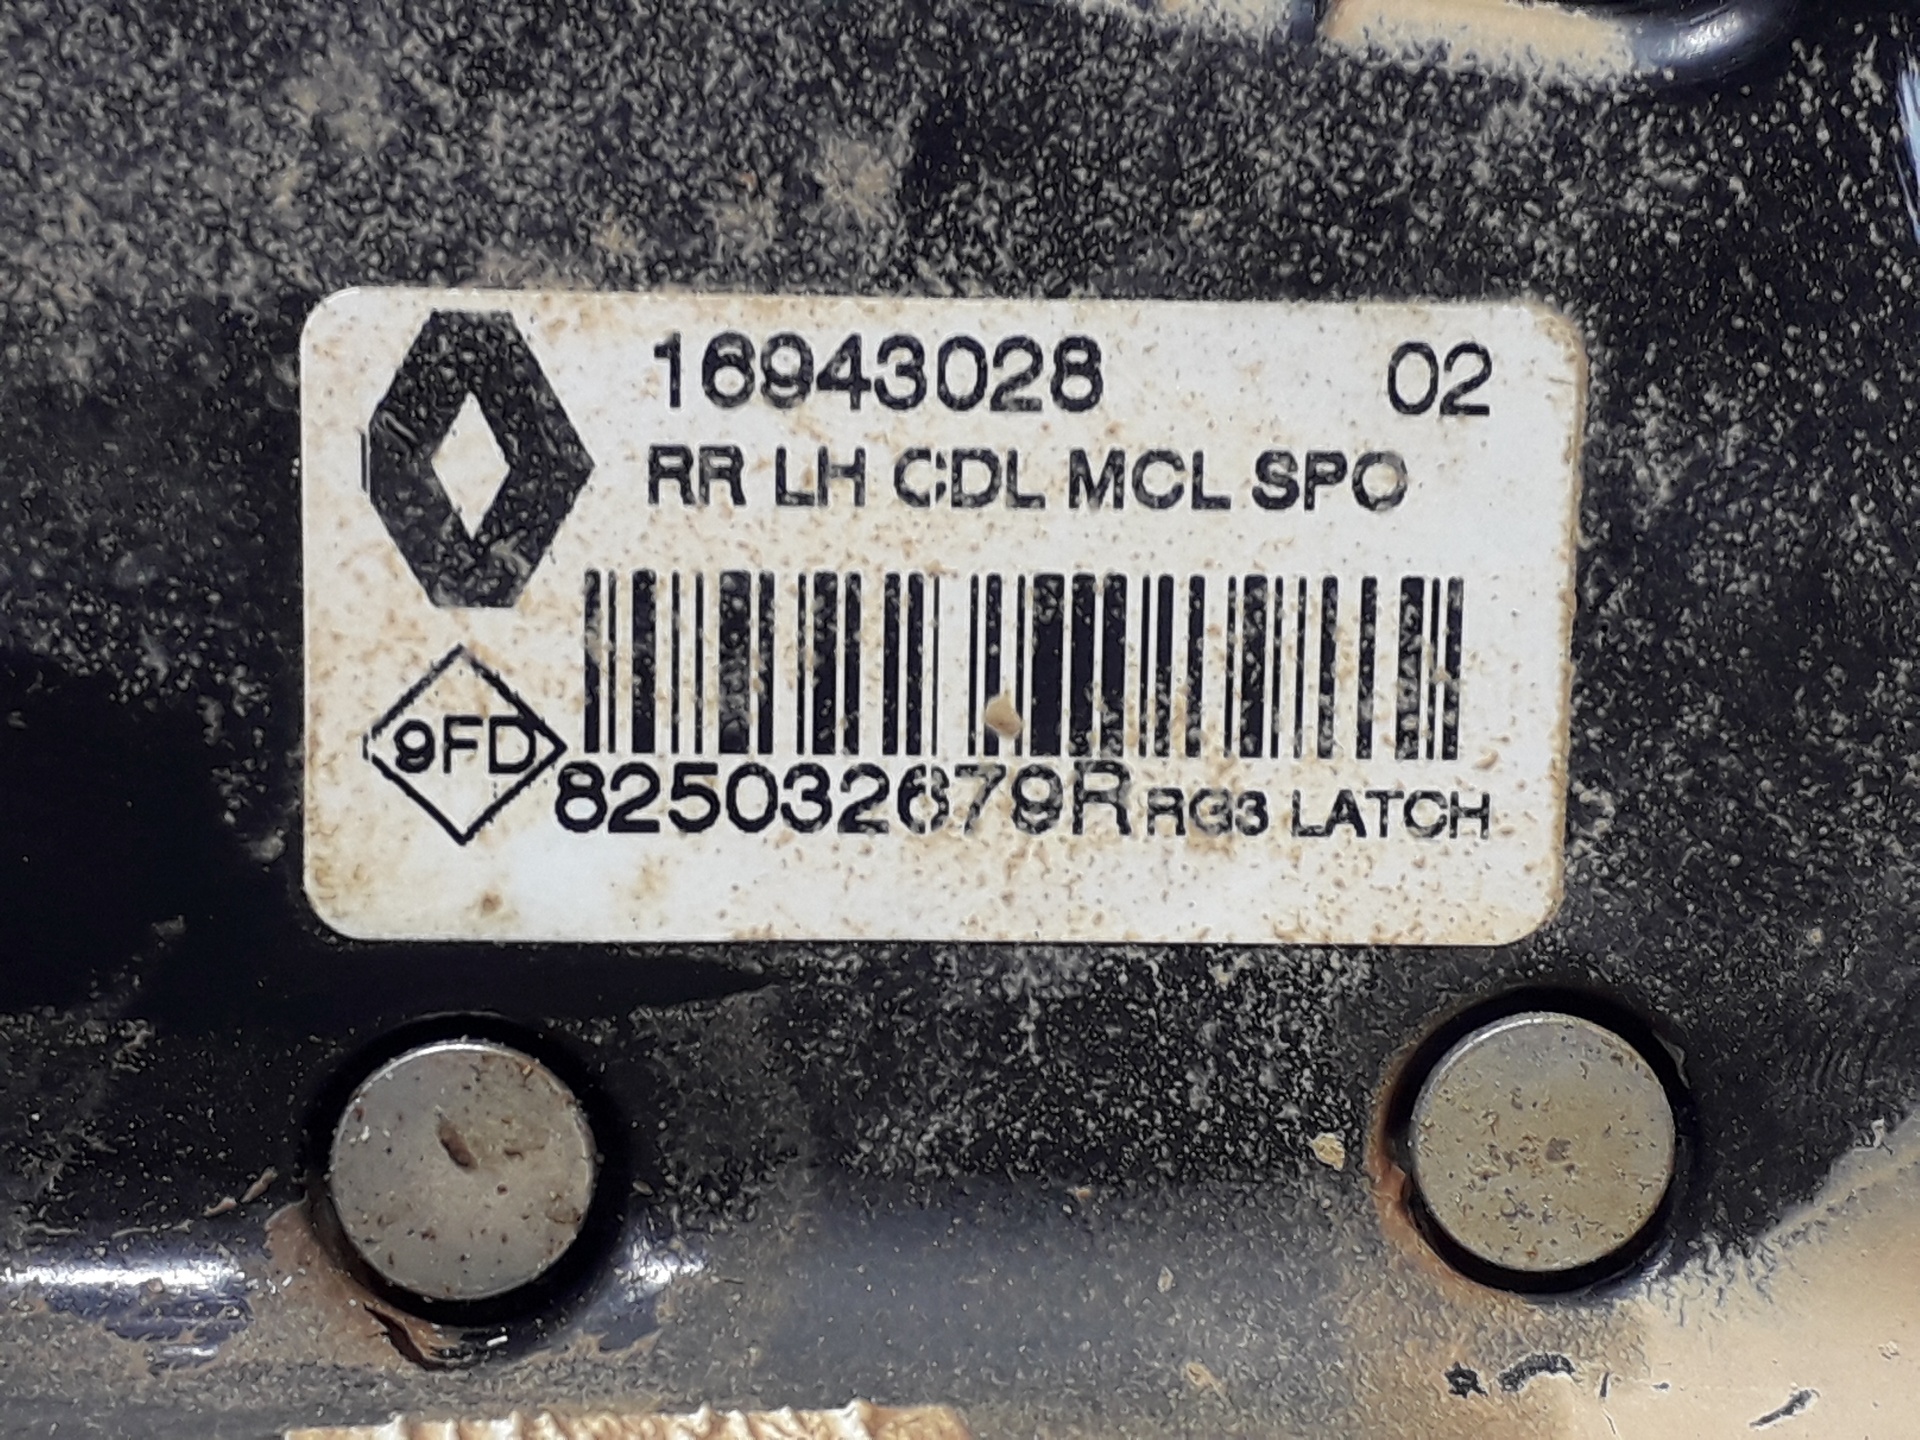 16943028 02
RR LH CDL MCL SPO
9FD
825032679R RG3 LATCH